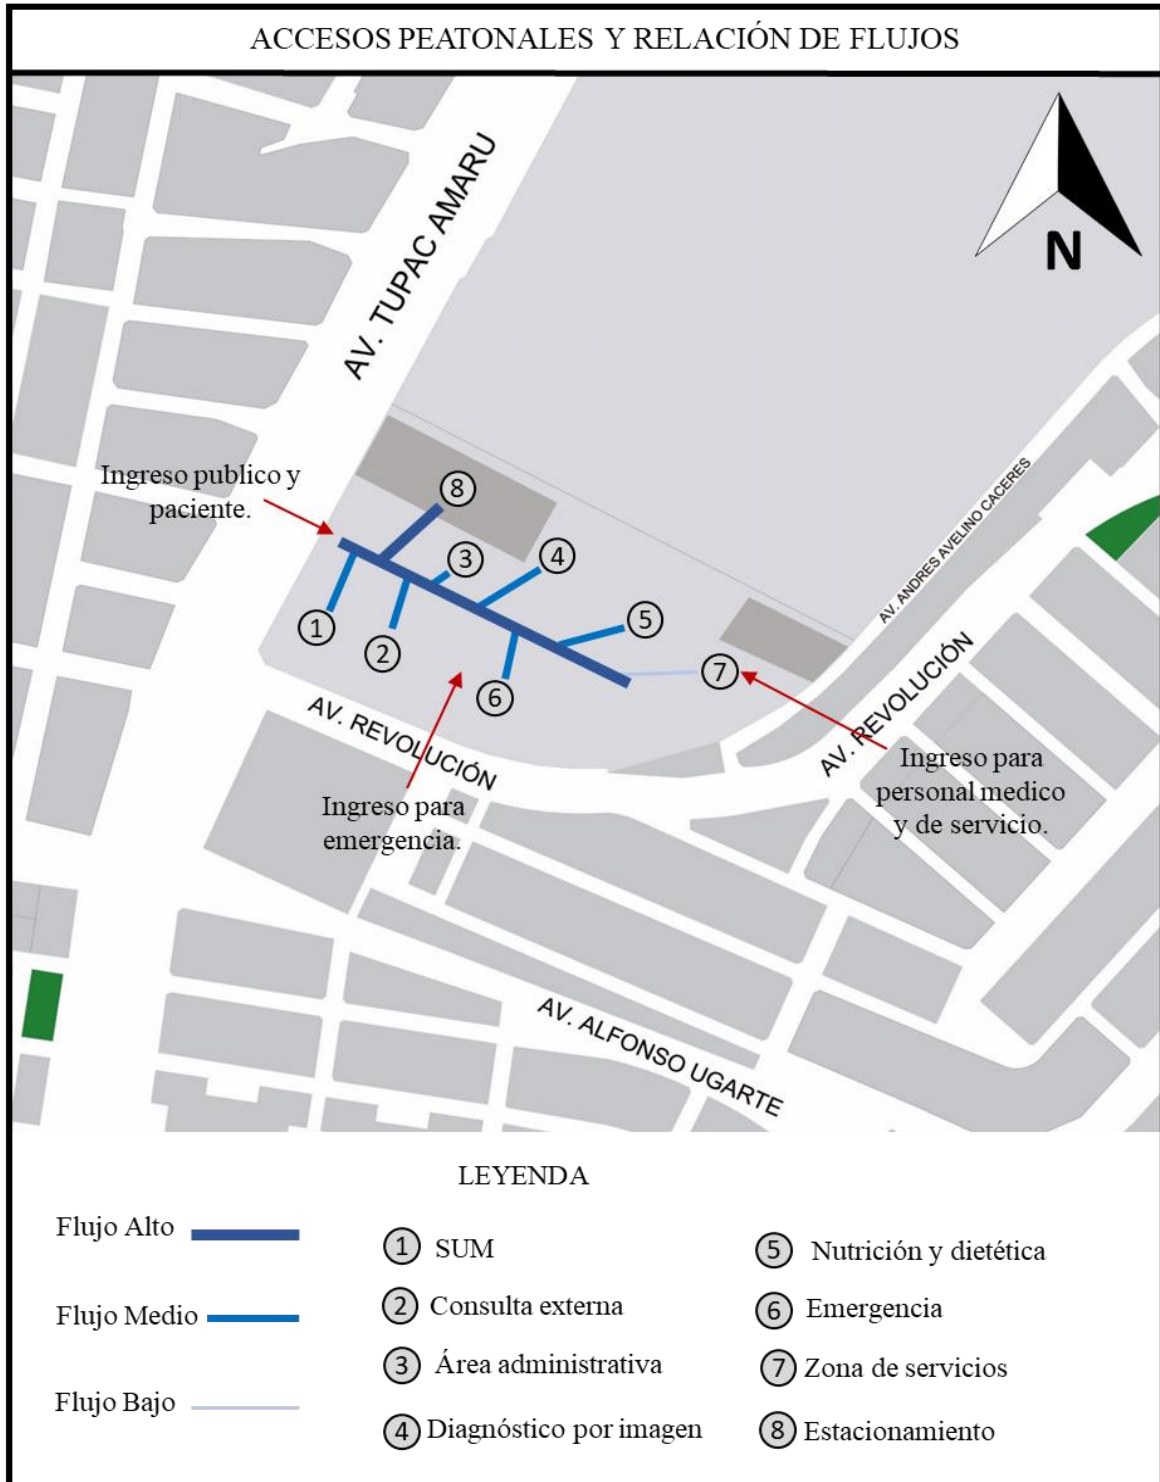 ACCESOS PEATONALES Y RELACIÓN DE FLUJOS
AV. TUPAC AMARU
N
Ingreso publico y
paciente.
8
3
4
1
2
5
6
7
AV. ANDRES AVELINO CACERES
AV. REVOLUCIÓN
AV. REVOLUCIÓN
Ingreso para
emergencia.
Ingreso para
personal medico
y de servicio.
AV. ALFONSO UGARTE
LEYENDA
Flujo Alto
Flujo Medio
Flujo Bajo
1 SUM
2 Consulta externa
3 Área administrativa
4 Diagnóstico por imagen
5 Nutrición y dietética
6 Emergencia
7 Zona de servicios
8 Estacionamiento